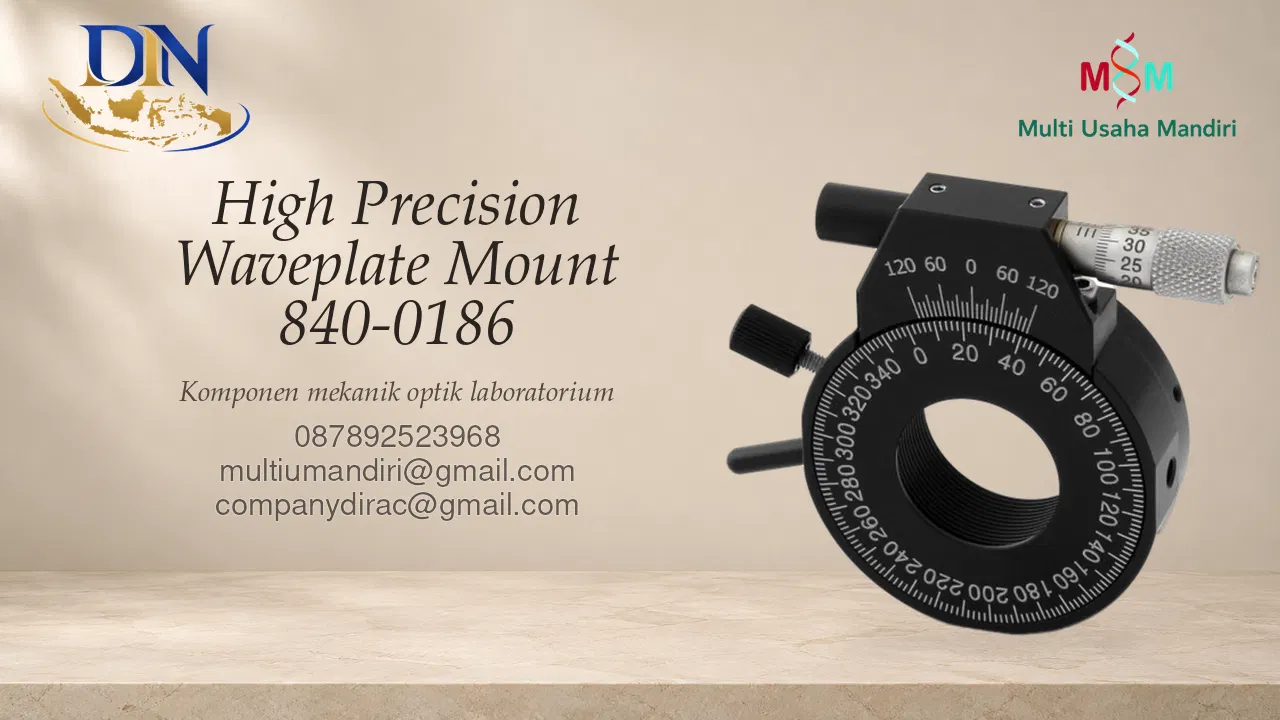 DIN
M M
Multi Usaha Mandiri
High Precision
Waveplate Mount
840-0186
Komponen mekanik optik laboratorium
087892523968
multiumandiri@gmail.com
companydirac@gmail.com
120 60 0 60 120
35
30
25
20
0 20 40 60 80 100 120 140 160 180 200 220 240 260 280 300 320 340